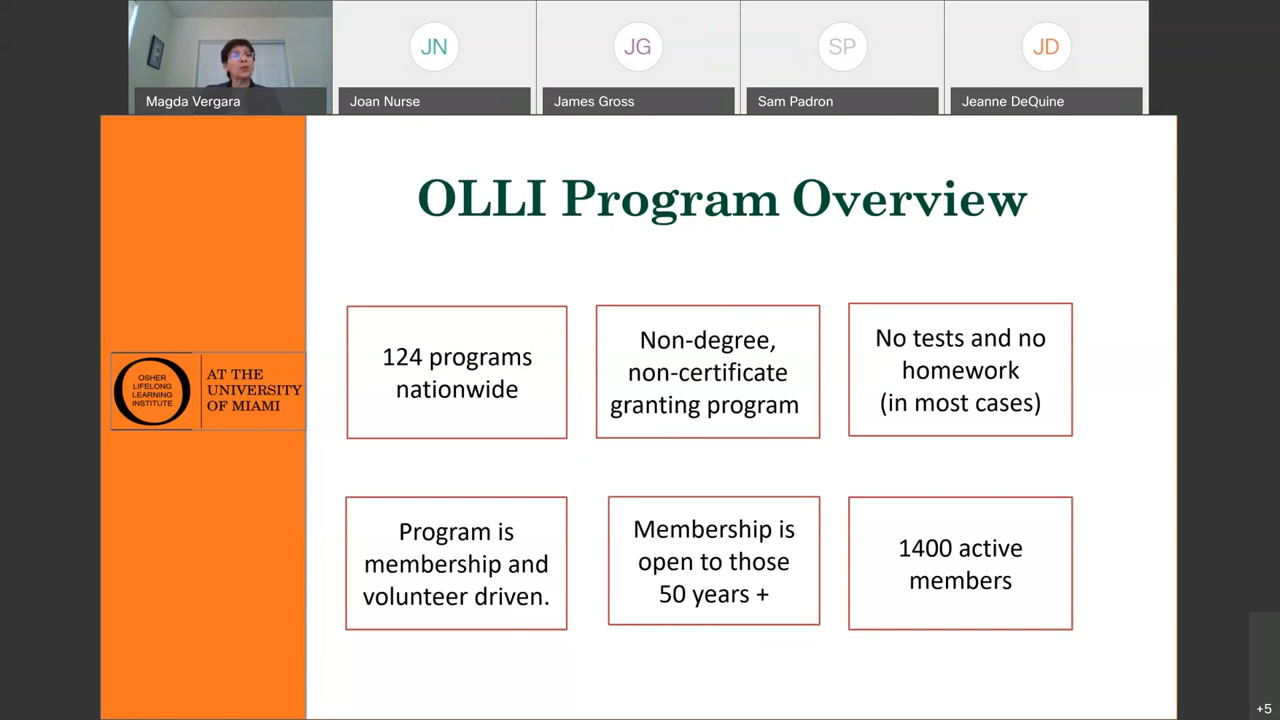 JN
JG
SP
JD
Magda Vergara
Joan Nurse
James Gross
Sam Padron
Jeanne DeQuine
OLLI Program Overview
124 programs
nationwide
Non-degree,
non-certificate
granting program
No tests and no
homework
(in most cases)
OSHER
LIFELONG
LEARNING
INSTITUTE
AT THE
UNIVERSITY
OF MIAMI
Program is
membership and
volunteer driven.
Membership is
open to those
50 years +
1400 active
members
+5